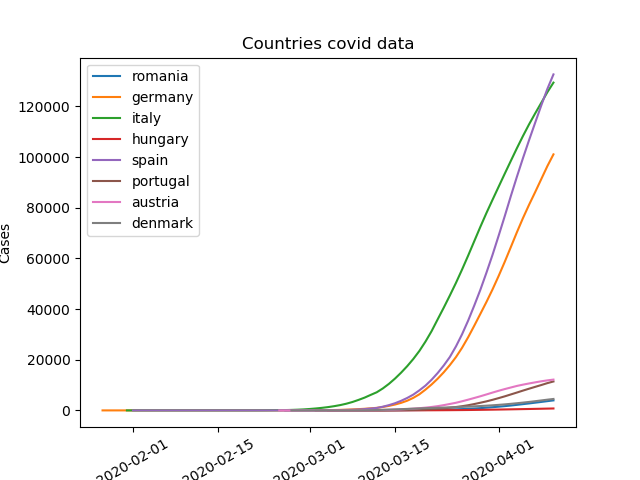 Countries covid data
romania
germany
italy
hungary
spain
portugal
austria
denmark
Cases
120000
100000
80000
60000
40000
20000
0
2020-02-01
2020-02-15
2020-03-01
2020-03-15
2020-04-01